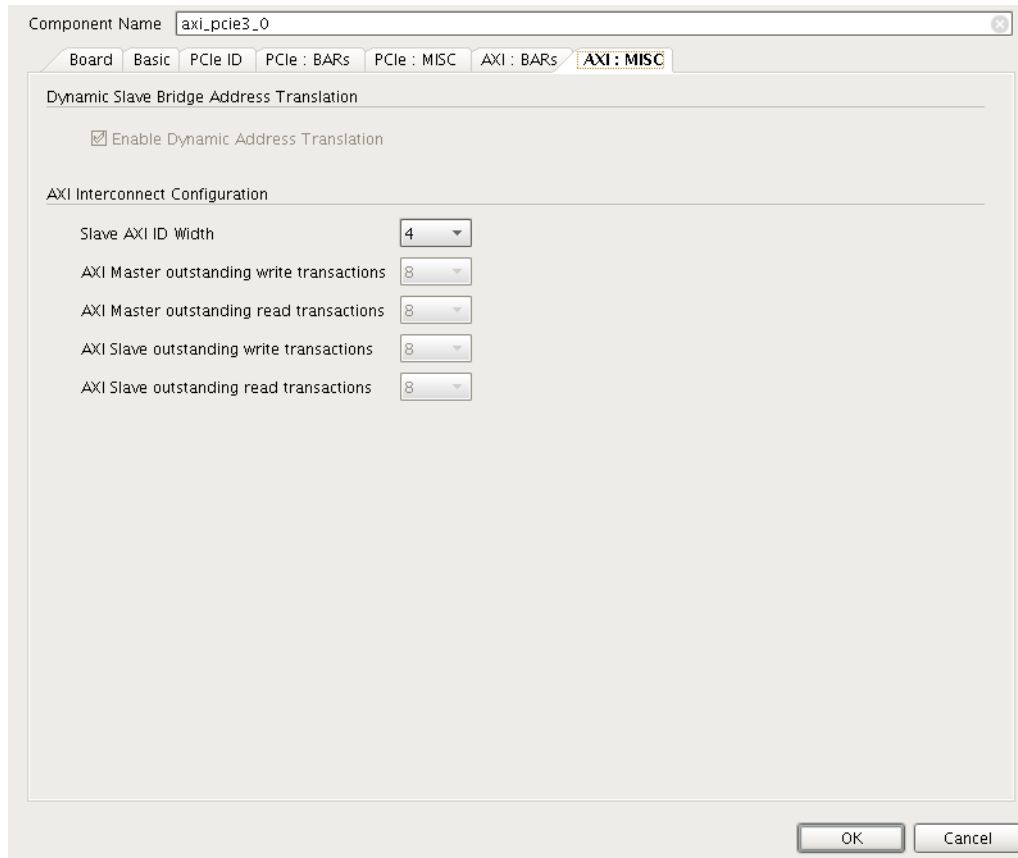 Component Name axi_pcie3_0
Board Basic PCIe ID PCIe : BARs PCIe : MISC AXI : BARs AXI : MISC
Dynamic Slave Bridge Address Translation
Enable Dynamic Address Translation
AXI Interconnect Configuration
Slave AXI ID Width 4
AXI Master outstanding write transactions 8
AXI Master outstanding read transactions 8
AXI Slave outstanding write transactions 8
AXI Slave outstanding read transactions 8
OK Cancel